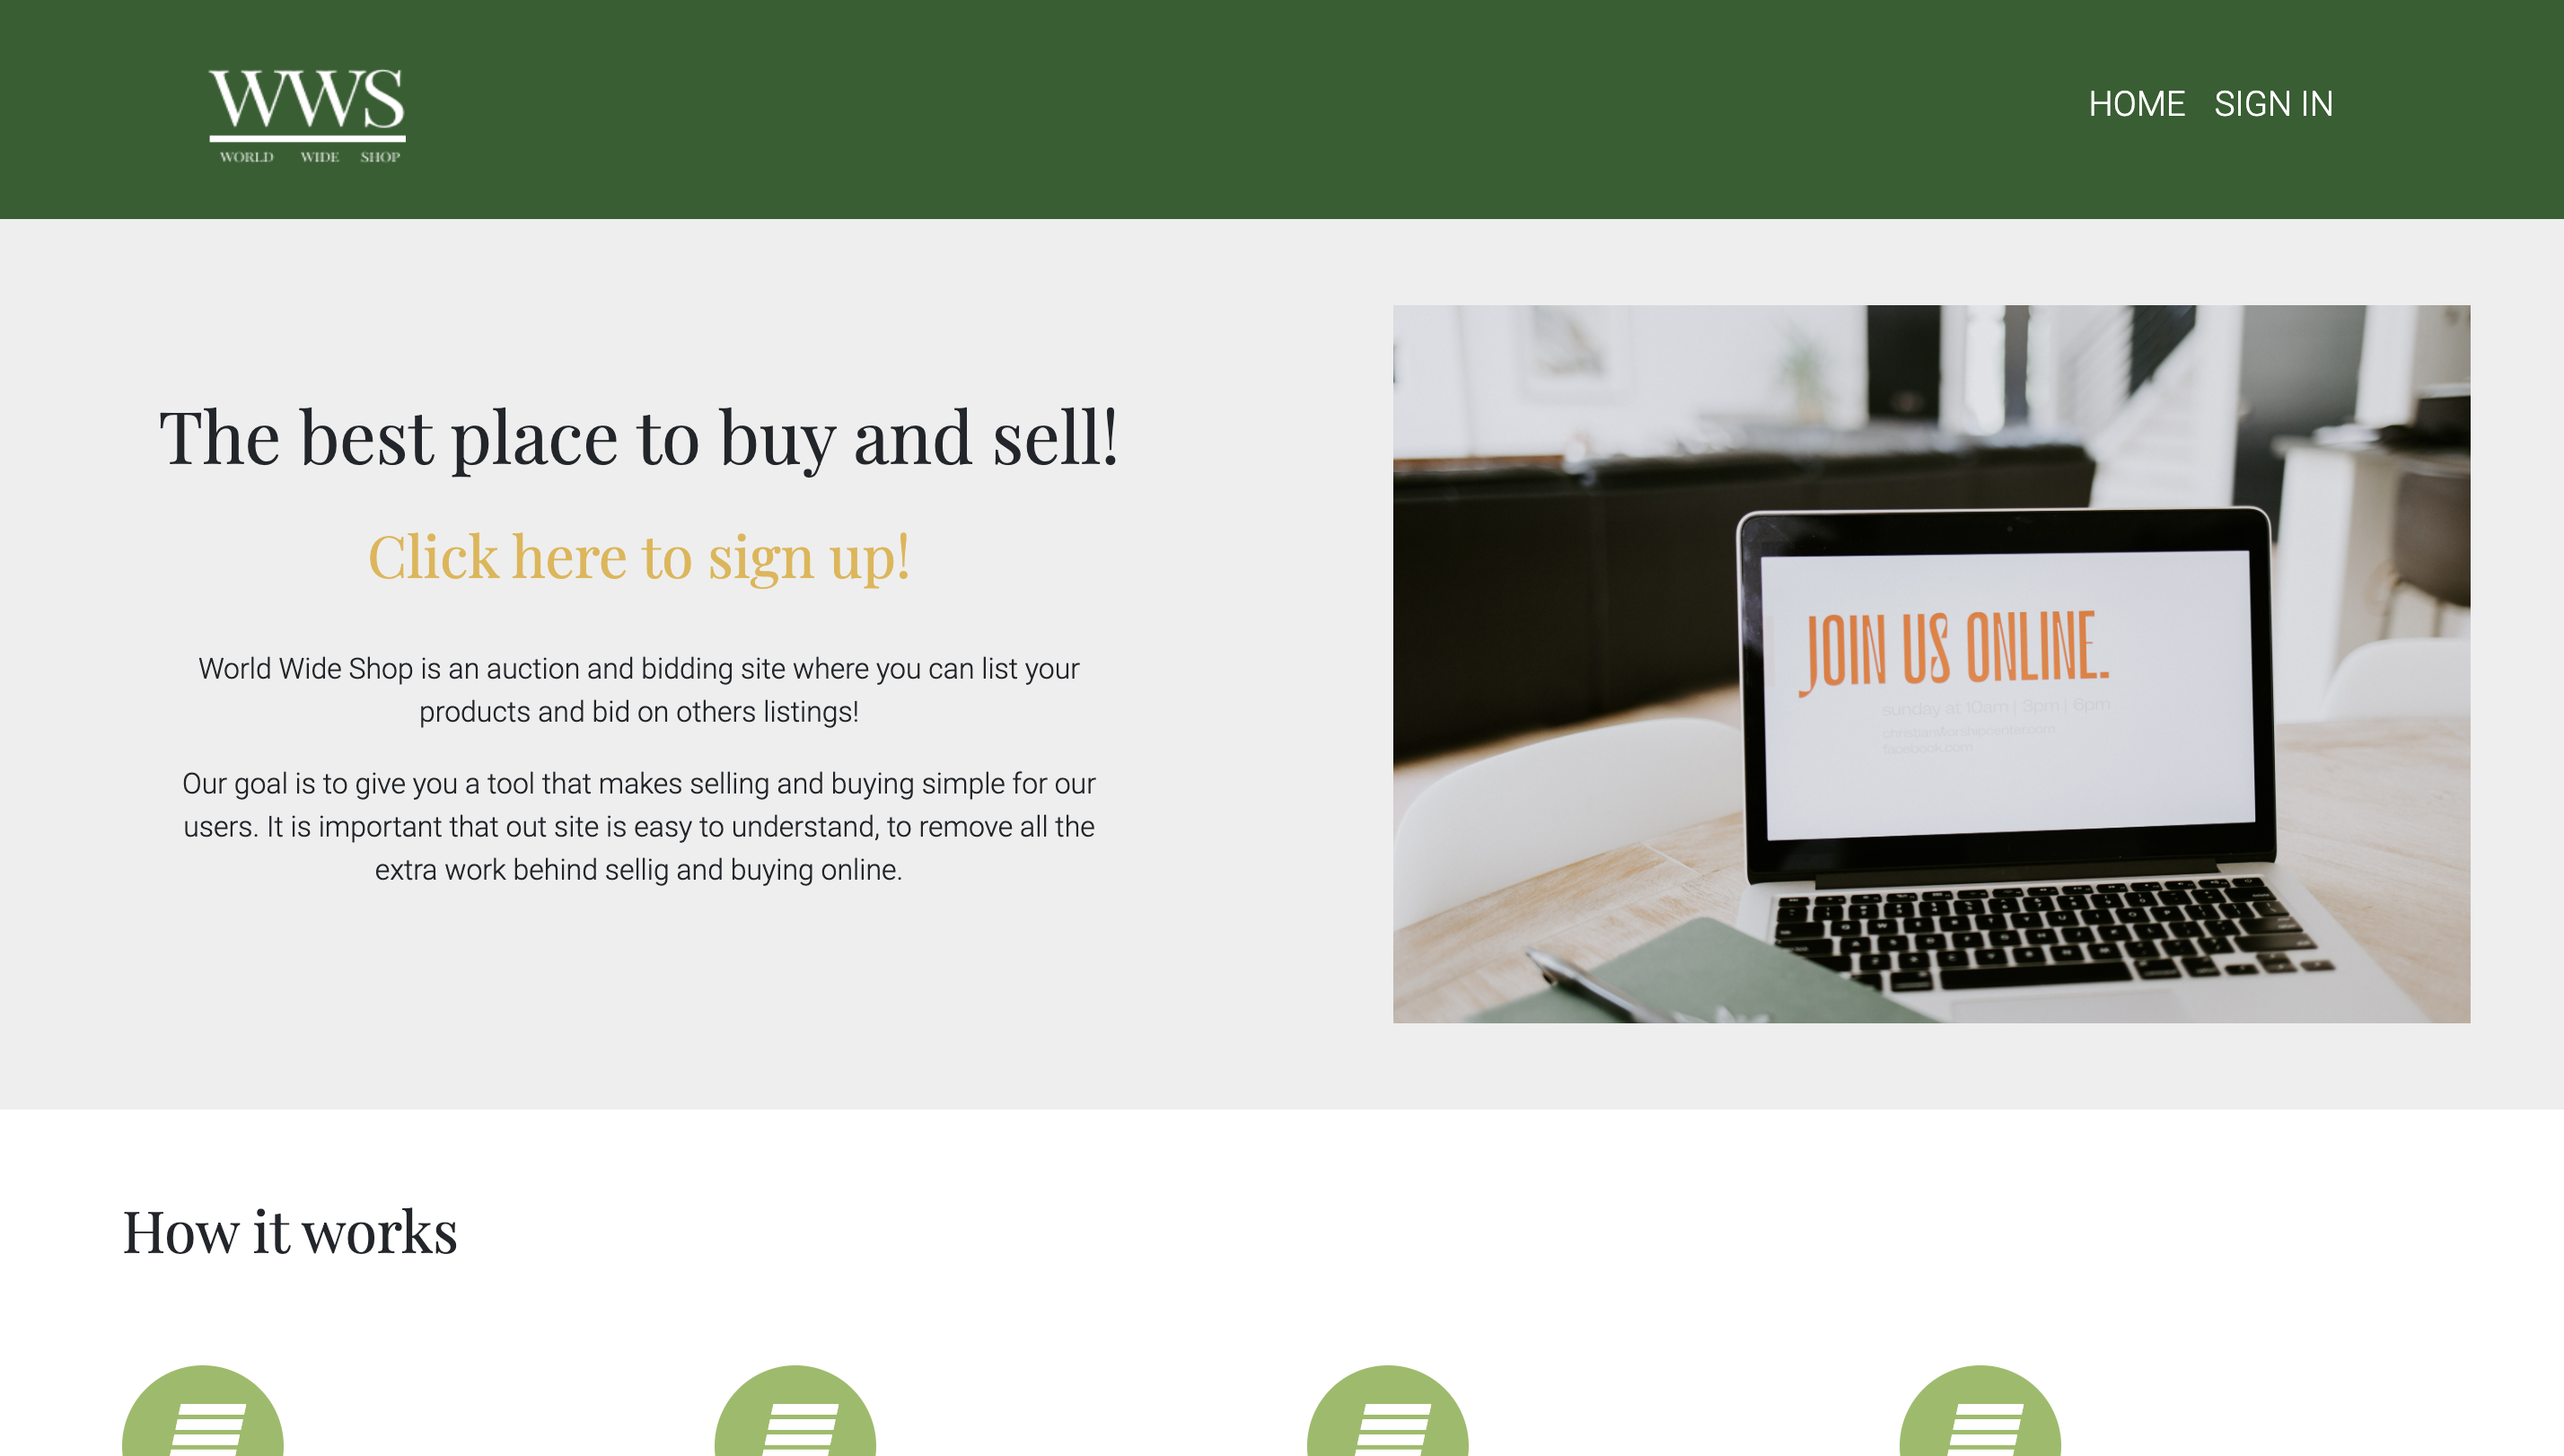 WWS
WORLD WIDE SHOP
HOME SIGN IN
The best place to buy and sell!
Click here to sign up!
World Wide Shop is an auction and bidding site where you can list your
products and bid on others listings!
Our goal is to give you a tool that makes selling and buying simple for our
users. It is important that out site is easy to understand, to remove all the
extra work behind sellig and buying online.
JOIN US ONLINE.
sunday at 10am | 3pm | 6pm
christianworshipcenter.com
facebook.com
How it works